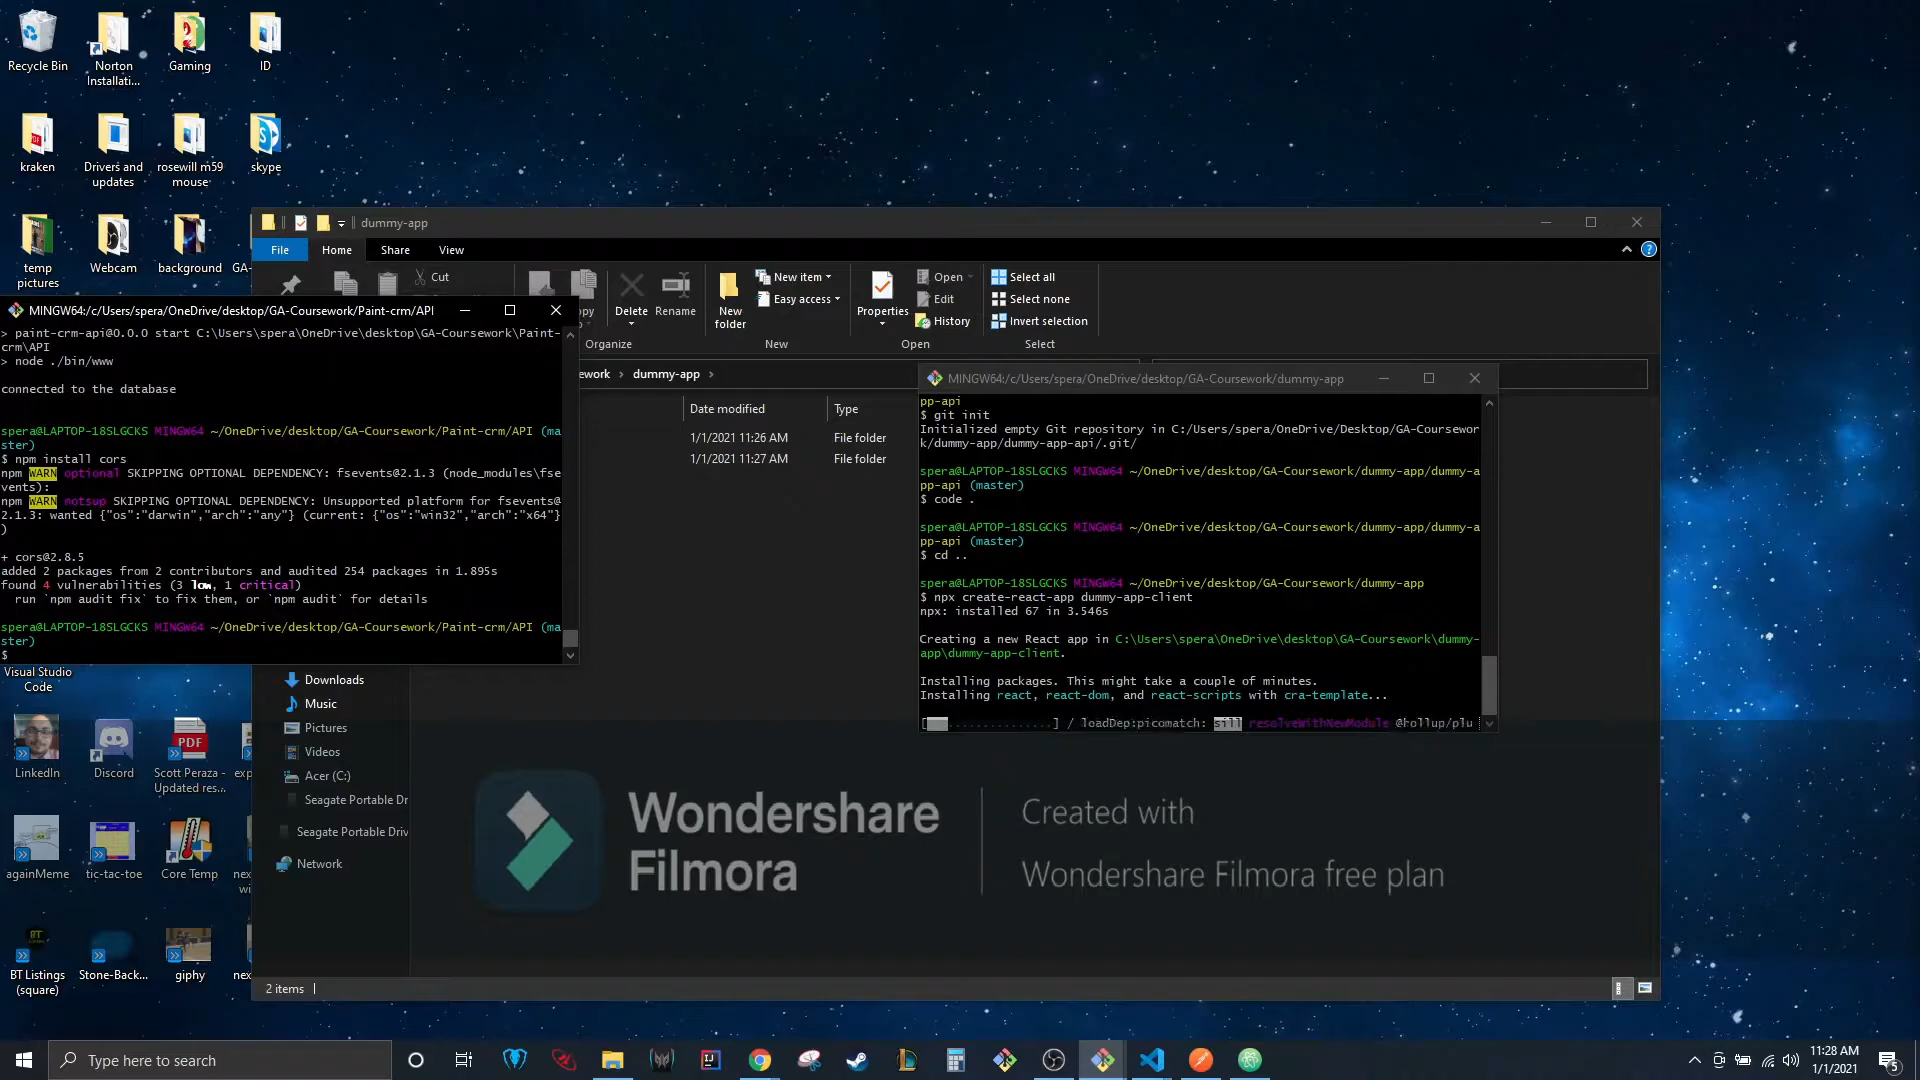 Recycle Bin
Norton Installati...
Gaming
ID
kraken
Drivers and updates
rosewill m59 mouse
skype
temp pictures
Webcam
background
GA-
dummy-app
File
Home
Share
View
Cut
Delete
Rename
Organize
New folder
New item
Easy access
New
Properties
Open
Edit
History
Open
Select all
Select none
Invert selection
Select
MINGW64:/c/Users/spera/OneDrive/desktop/GA-Coursework/Paint-crm/API
> paint-crm-api@0.0.0 start C:\Users\spera\OneDrive\desktop\GA-Coursework\Paint-
crm\API
> node ./bin/www
connected to the database
spera@LAPTOP-18SLGCKS MINGW64 ~/OneDrive/desktop/GA-Coursework/Paint-crm/API (ma
ster)
$ npm install cors
npm WARN optional SKIPPING OPTIONAL DEPENDENCY: fsevents@2.1.3 (node_modules\fse
vents):
npm WARN notsup SKIPPING OPTIONAL DEPENDENCY: Unsupported platform for fsevents@
2.1.3: wanted {"os":"darwin","arch":"any"} (current: {"os":"win32","arch":"x64"}
)
+ cors@2.8.5
added 2 packages from 2 contributors and audited 254 packages in 1.895s
found 4 vulnerabilities (3 low, 1 critical)
run `npm audit fix` to fix them, or `npm audit` for details
spera@LAPTOP-18SLGCKS MINGW64 ~/OneDrive/desktop/GA-Coursework/Paint-crm/API (ma
ster)
$
ework > dummy-app >
Date modified
Type
1/1/2021 11:26 AM
File folder
1/1/2021 11:27 AM
File folder
MINGW64:/c/Users/spera/OneDrive/desktop/GA-Coursework/dummy-app
pp-api
$ git init
Initialized empty Git repository in C:/Users/spera/OneDrive/Desktop/GA-Coursewor
k/dummy-app/dummy-app-api/.git/
spera@LAPTOP-18SLGCKS MINGW64 ~/OneDrive/desktop/GA-Coursework/dummy-app/dummy-a
pp-api (master)
$ code .
spera@LAPTOP-18SLGCKS MINGW64 ~/OneDrive/desktop/GA-Coursework/dummy-app/dummy-a
pp-api (master)
$ cd ..
spera@LAPTOP-18SLGCKS MINGW64 ~/OneDrive/desktop/GA-Coursework/dummy-app
$ npx create-react-app dummy-app-client
npx: installed 67 in 3.546s
Creating a new React app in C:\Users\spera\OneDrive\desktop\GA-Coursework\dummy-
app\dummy-app-client.
Installing packages. This might take a couple of minutes.
Installing react, react-dom, and react-scripts with cra-template...
[ ..............] / loadDep:picomatch: sill resolveWithNewModule @rollup/plu
Visual Studio Code
LinkedIn
Discord
Scott Peraza - Updated res...
exp
againMeme
tic-tac-toe
Core Temp
nex
wi
BT Listings (square)
Stone-Back...
giphy
nex
Downloads
Music
Pictures
Videos
Acer (C:)
Seagate Portable Dr
Seagate Portable Driv
Network
Wondershare
Filmora
Created with
Wondershare Filmora free plan
2 items
Type here to search
11:28 AM
1/1/2021
5